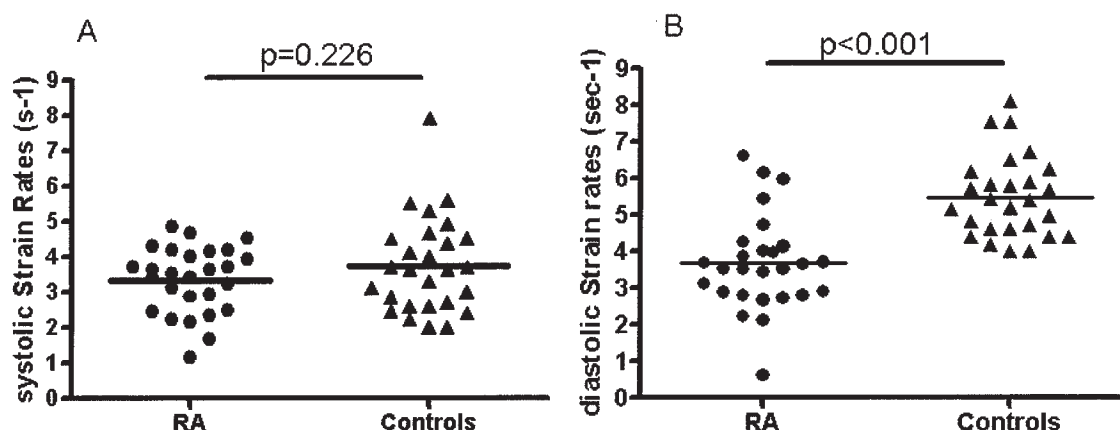 A
p=0.226
systolic Strain Rates (s-1)
9
8
7
6
5
4
3
2
1
0
RA
Controls
B
p<0.001
diastolic Strain rates (sec-1)
9
8
7
6
5
4
3
2
1
0
RA
Controls